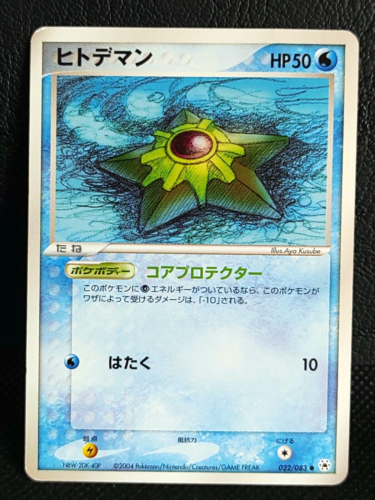 ヒトデマン HP50
たね
Illus.Aya Kusube
ポケボディー コアプロテクター
このポケモンにエネルギーがついているなら、このポケモンが
ワザによって受けるダメージは、「-10」される。
はたく 10
弱点 抵抗力 にげる
NEW 2DK-40P ©2004 Pokémon/Nintendo/Creatures/GAME FREAK. 022/083